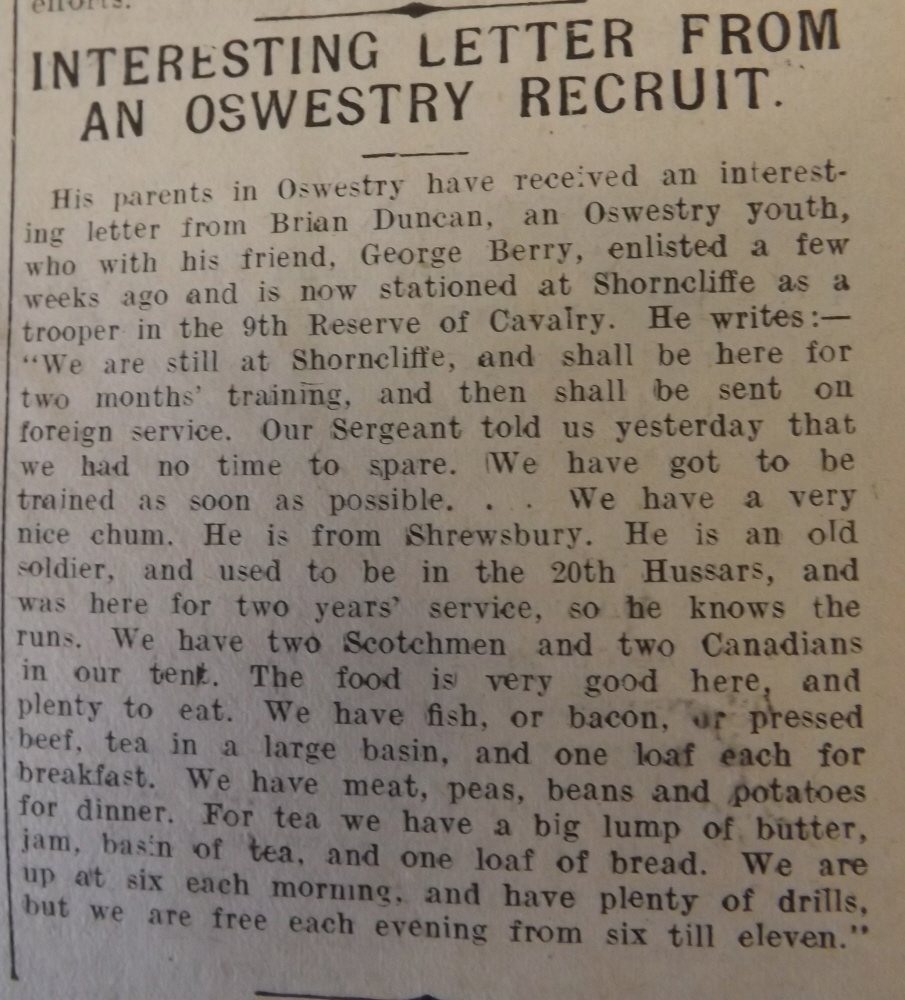 efforts.
INTERESTING LETTER FROM
AN OSWESTRY RECRUIT.
His parents in Oswestry have received an interest-
ing letter from Brian Duncan, an Oswestry youth,
who with his friend, George Berry, enlisted a few
weeks ago and is now stationed at Shorncliffe as a
trooper in the 9th Reserve of Cavalry. He writes:—
"We are still at Shorncliffe, and shall be here for
two months' training, and then shall be sent on
foreign service. Our Sergeant told us yesterday that
we had no time to spare. We have got to be
trained as soon as possible. . . We have a very
nice chum. He is from Shrewsbury. He is an old
soldier, and used to be in the 20th Hussars, and
was here for two years' service, so he knows the
runs. We have two Scotchmen and two Canadians
in our tent. The food is very good here, and
plenty to eat. We have fish, or bacon, or pressed
beef, tea in a large basin, and one loaf each for
breakfast. We have meat, peas, beans and potatoes
for dinner. For tea we have a big lump of butter,
jam, basin of tea, and one loaf of bread. We are
up at six each morning, and have plenty of drills,
but we are free each evening from six till eleven."